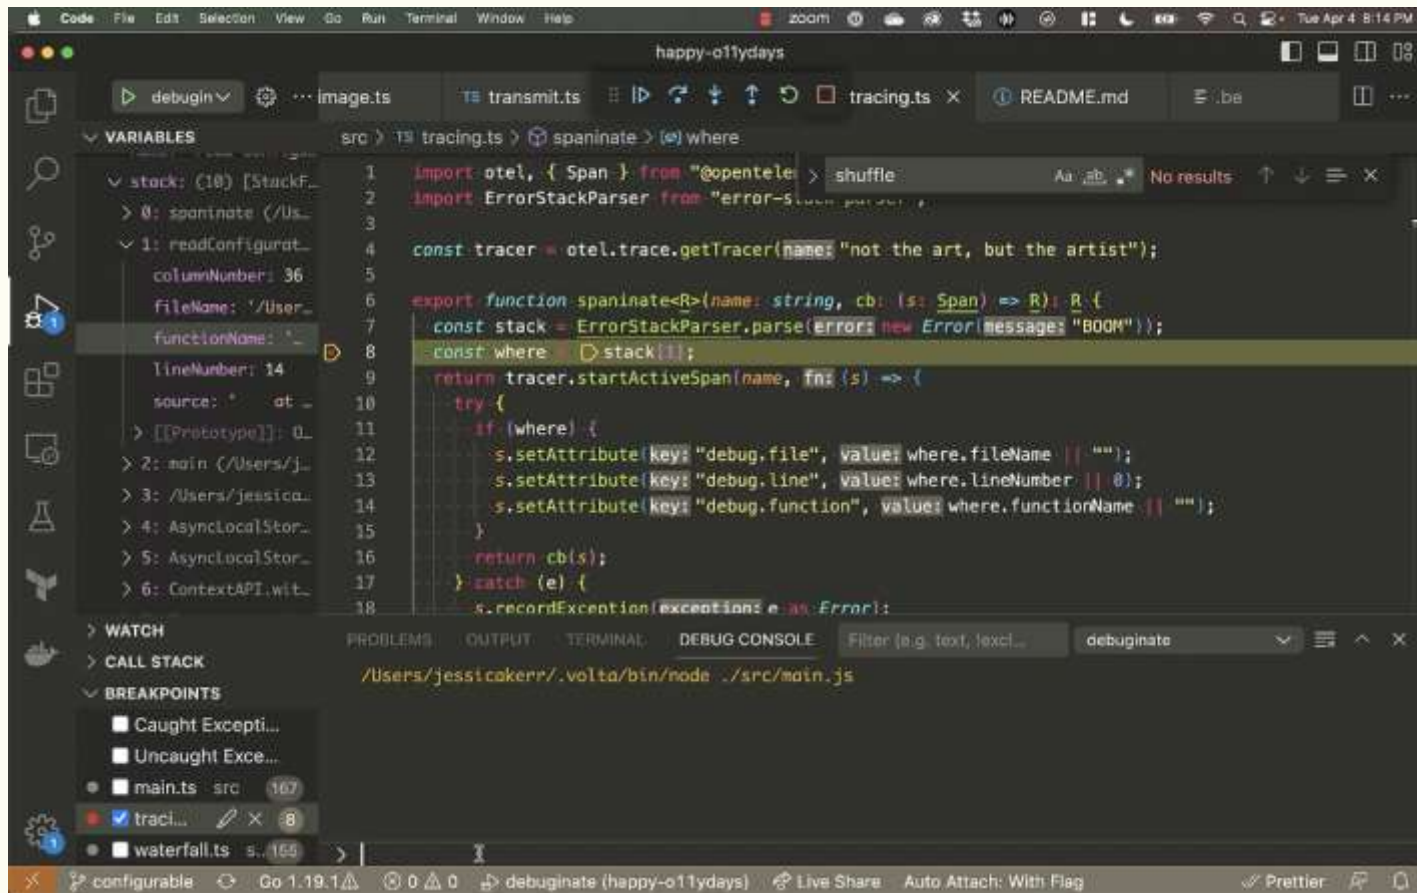 Code File Edit Selection View Go Run Terminal Window Help zoom Tue Apr 4 8:14 PM
happy-o11ydays
debugin image.ts TS transmit.ts tracing.ts README.md .be
VARIABLES
src > TS tracing.ts > spaninate > where
stack: (10) [StackF…
> 0: spaninate (/Us…
1: readConfigurat…
columnNumber: 36
fileName: '/User…
functionName: '…
lineNumber: 14
source: ' at …
> [[Prototype]]: O…
> 2: main (/Users/j…
> 3: /Users/jessica…
> 4: AsyncLocalStor…
> 5: AsyncLocalStor…
> 6: ContextAPI.wit…
> shuffle Aa ab No results
1 import otel, { Span } from "@opentele
2 import ErrorStackParser from "error-stack-parser";
3
4 const tracer = otel.trace.getTracer(name: "not the art, but the artist");
5
6 export function spaninate<R>(name: string, cb: (s: Span) => R): R {
7 const stack = ErrorStackParser.parse(error: new Error(message: "BOOM"));
8 const where = stack[1];
9 return tracer.startActiveSpan(name, fn: (s) => {
10 try {
11 if (where) {
12 s.setAttribute(key: "debug.file", value: where.fileName || "");
13 s.setAttribute(key: "debug.line", value: where.lineNumber || 0);
14 s.setAttribute(key: "debug.function", value: where.functionName || "");
15 }
16 return cb(s);
17 } catch (e) {
18 s.recordException(exception: e as Error);
> WATCH
> CALL STACK
BREAKPOINTS
Caught Excepti...
Uncaught Exce...
main.ts src 167
traci... 8
waterfall.ts s.. 155
PROBLEMS OUTPUT TERMINAL DEBUG CONSOLE Filter (e.g. text, !excl... debuginate
/Users/jessicakerr/.volta/bin/node ./src/main.js
>
configurable Go 1.19.1 0 0 debuginate (happy-o11ydays) Live Share Auto Attach: With Flag Prettier